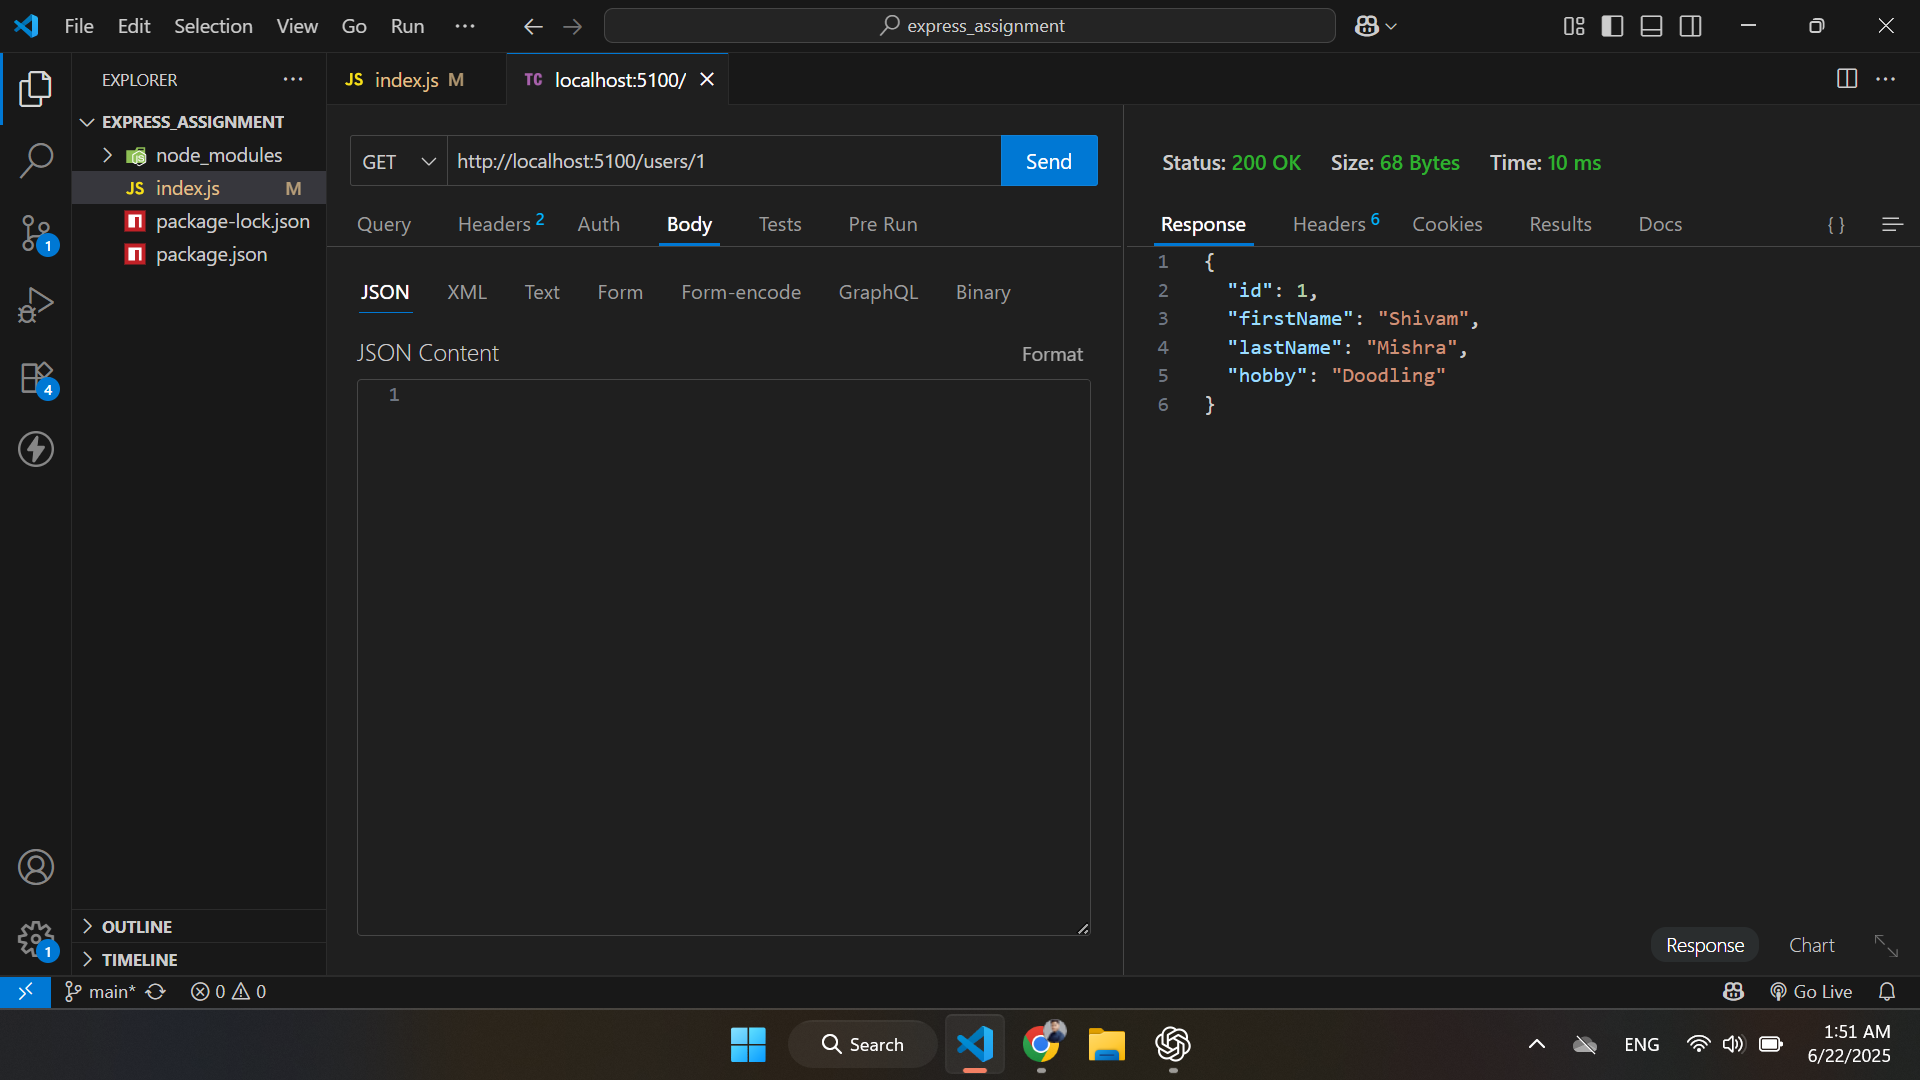 File Edit Selection View Go Run ··· express_assignment
EXPLORER ···
EXPRESS_ASSIGNMENT
node_modules
JS index.js M
package-lock.json
package.json
OUTLINE
TIMELINE
1
4
1
JS index.js M TC localhost:5100/
GET http://localhost:5100/users/1 Send
Query Headers 2 Auth Body Tests Pre Run
JSON XML Text Form Form-encode GraphQL Binary
JSON Content Format
1
Status: 200 OK Size: 68 Bytes Time: 10 ms
Response Headers 6 Cookies Results Docs { }
1 {
2 "id": 1,
3 "firstName": "Shivam",
4 "lastName": "Mishra",
5 "hobby": "Doodling"
6 }
Response Chart
main* 0 0 Go Live
Search ENG 1:51 AM
6/22/2025